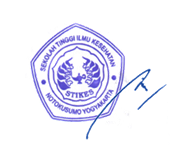 SEKOLAH TINGGI ILMU KESEHATAN
STIKES
NOTOKUSUMO YOGYAKARTA